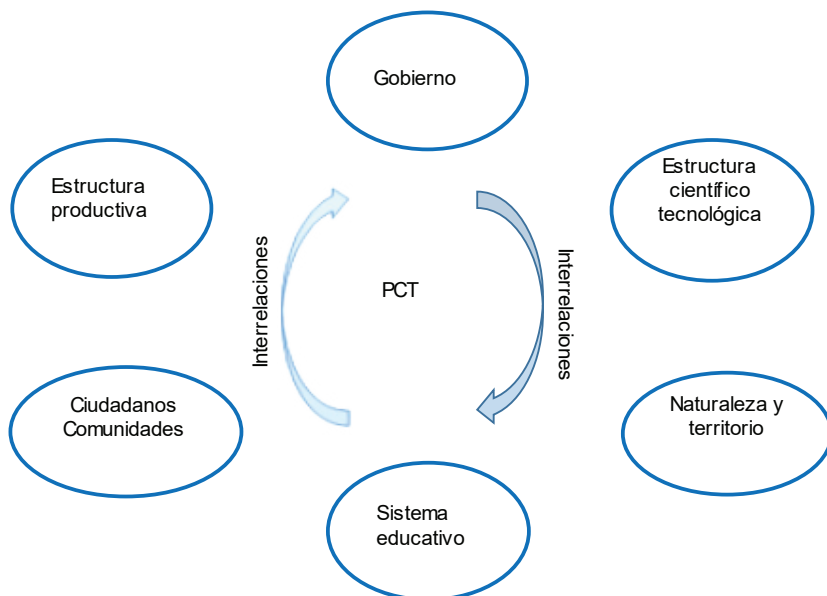 Gobierno
Estructura
productiva
Estructura
científico
tecnológica
Interrelaciones
PCT
Interrelaciones
Ciudadanos
Comunidades
Naturaleza y
territorio
Sistema
educativo